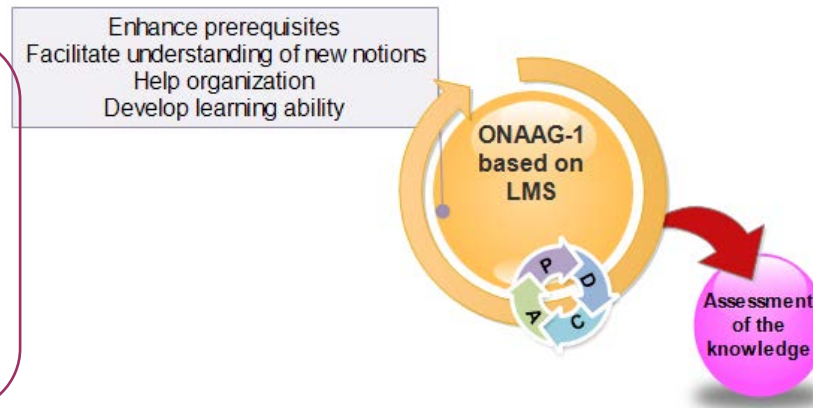 Enhance prerequisites
Facilitate understanding of new notions
Help organization
Develop learning ability
ONAAG-1
based on
LMS
P
D
C
A
Assessment
of the
knowledge